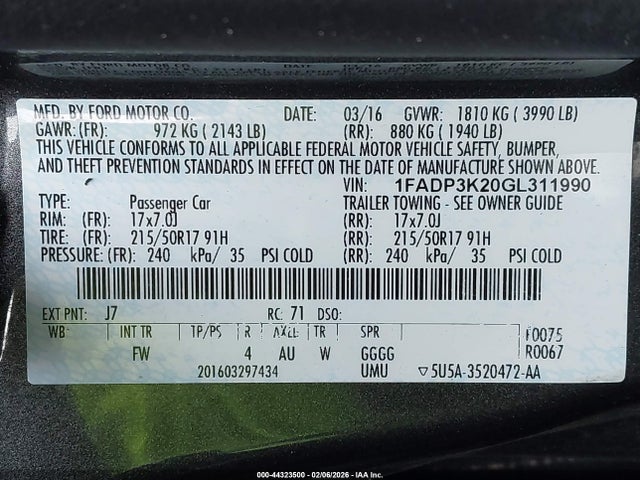 MFD. BY FORD MOTOR CO. DATE: 03/16 GVWR: 1810 KG ( 3990 LB)
GAWR: (FR): 972 KG ( 2143 LB) (RR): 880 KG ( 1940 LB)
THIS VEHICLE CONFORMS TO ALL APPLICABLE FEDERAL MOTOR VEHICLE SAFETY, BUMPER,
AND THEFT PREVENTION STANDARDS IN EFFECT ON THE DATE OF MANUFACTURE SHOWN ABOVE.
VIN: 1FADP3K20GL311990
TYPE: Passenger Car TRAILER TOWING - SEE OWNER GUIDE
RIM: (FR): 17x7.0J (RR): 17x7.0J
TIRE: (FR): 215/50R17 91H (RR): 215/50R17 91H
PRESSURE: (FR): 240 kPa/ 35 PSI COLD (RR): 240 kPa/ 35 PSI COLD
EXT PNT: J7 RC: 71 DSO:
WB INT TR TP/PS R AXLE TR SPR F0075
FW 4 AU W GGGG R0067
201603297434 UMU ▽5U5A-3520472-AA
000-44323500 - 02/06/2026 - IAAI.CA